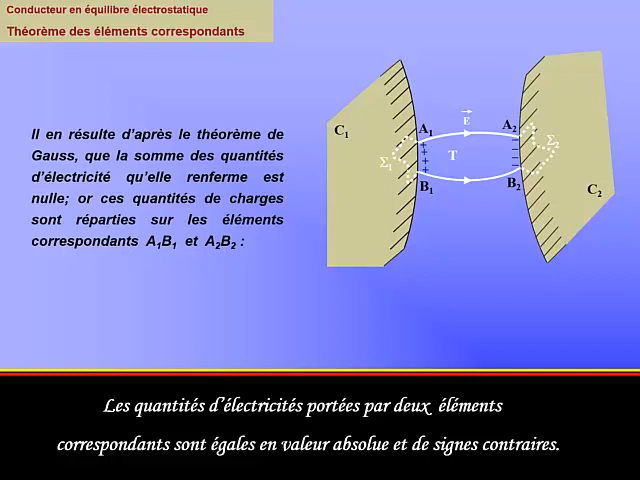 Conducteur en équilibre électrostatique
Théorème des éléments correspondants
Il en résulte d'après le théorème de
Gauss, que la somme des quantités
d'électricité qu'elle renferme est
nulle; or ces quantités de charges
sont réparties sur les éléments
correspondants A₁B₁ et A₂B₂ :
C₁
A₁
E
A₂
Σ₁
T
Σ₂
B₁
B₂
C₂
Les quantités d'électricités portées par deux éléments
correspondants sont égales en valeur absolue et de signes contraires.